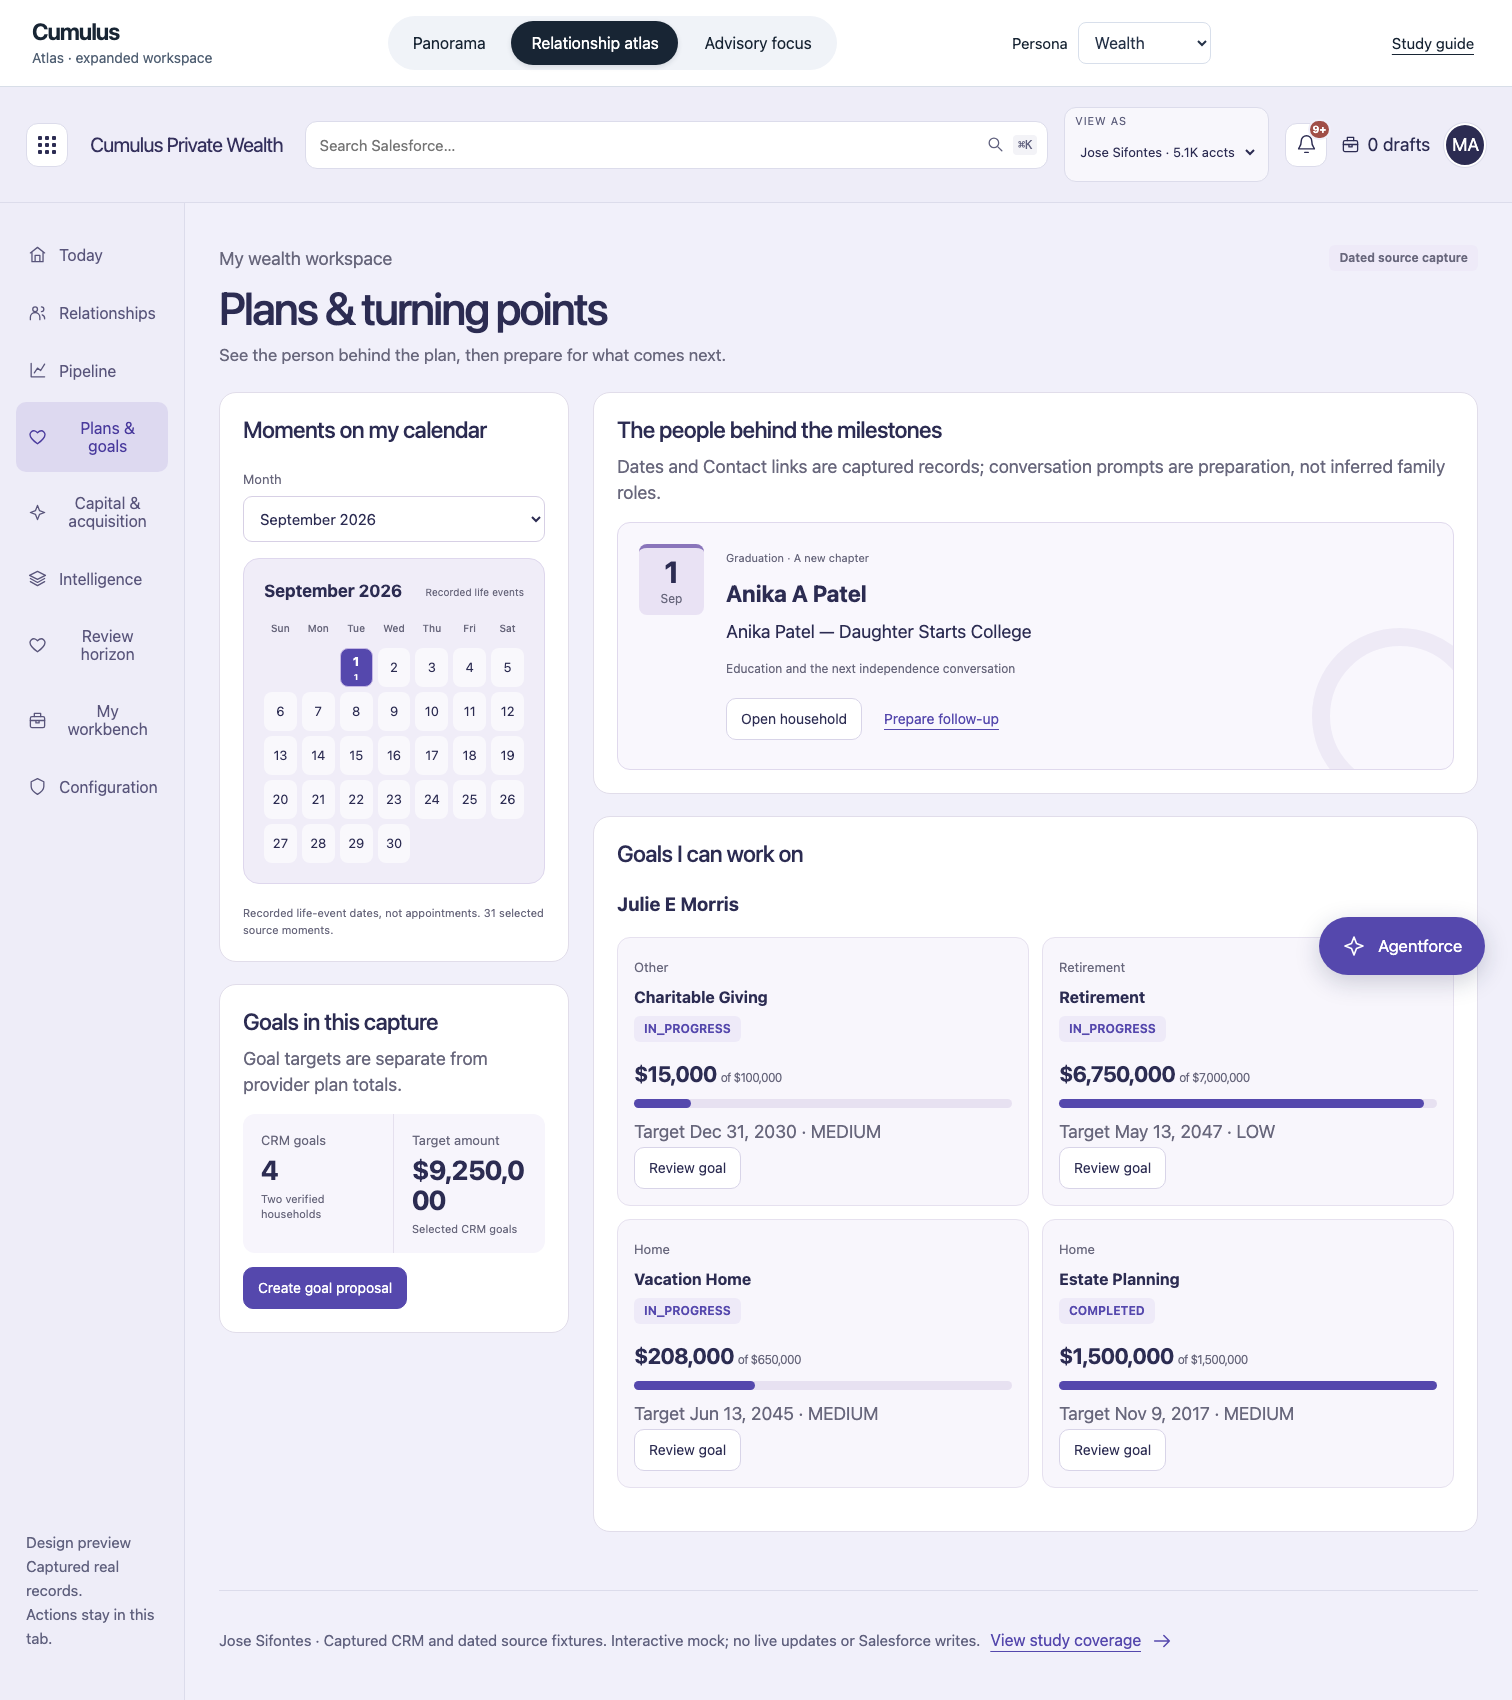 Cumulus
Atlas · expanded workspace
Panorama
Relationship atlas
Advisory focus
Persona
Wealth
Study guide
Cumulus Private Wealth
Search Salesforce...
⌘K
VIEW AS
Jose Sifontes · 5.1K accts
9+
0 drafts
MA
Today
Relationships
Pipeline
Plans &
goals
Capital &
acquisition
Intelligence
Review
horizon
My
workbench
Configuration
Design preview
Captured real
records.
Actions stay in this
tab.
My wealth workspace
Dated source capture
Plans & turning points
See the person behind the plan, then prepare for what comes next.
Moments on my calendar
Month
September 2026
September 2026
Recorded life events
Sun Mon Tue Wed Thu Fri Sat
1 2 3 4 5
1
6 7 8 9 10 11 12
13 14 15 16 17 18 19
20 21 22 23 24 25 26
27 28 29 30
Recorded life-event dates, not appointments. 31 selected
source moments.
Goals in this capture
Goal targets are separate from
provider plan totals.
CRM goals
4
Two verified
households
Target amount
$9,250,0
00
Selected CRM goals
Create goal proposal
The people behind the milestones
Dates and Contact links are captured records; conversation prompts are preparation, not inferred family
roles.
1
Sep
Graduation · A new chapter
Anika A Patel
Anika Patel — Daughter Starts College
Education and the next independence conversation
Open household
Prepare follow-up
Goals I can work on
Julie E Morris
Other
Charitable Giving
IN_PROGRESS
$15,000 of $100,000
Target Dec 31, 2030 · MEDIUM
Review goal
Retirement
Retirement
IN_PROGRESS
$6,750,000 of $7,000,000
Target May 13, 2047 · LOW
Review goal
Home
Vacation Home
IN_PROGRESS
$208,000 of $650,000
Target Jun 13, 2045 · MEDIUM
Review goal
Home
Estate Planning
COMPLETED
$1,500,000 of $1,500,000
Target Nov 9, 2017 · MEDIUM
Review goal
Agentforce
Jose Sifontes · Captured CRM and dated source fixtures. Interactive mock; no live updates or Salesforce writes.
View study coverage